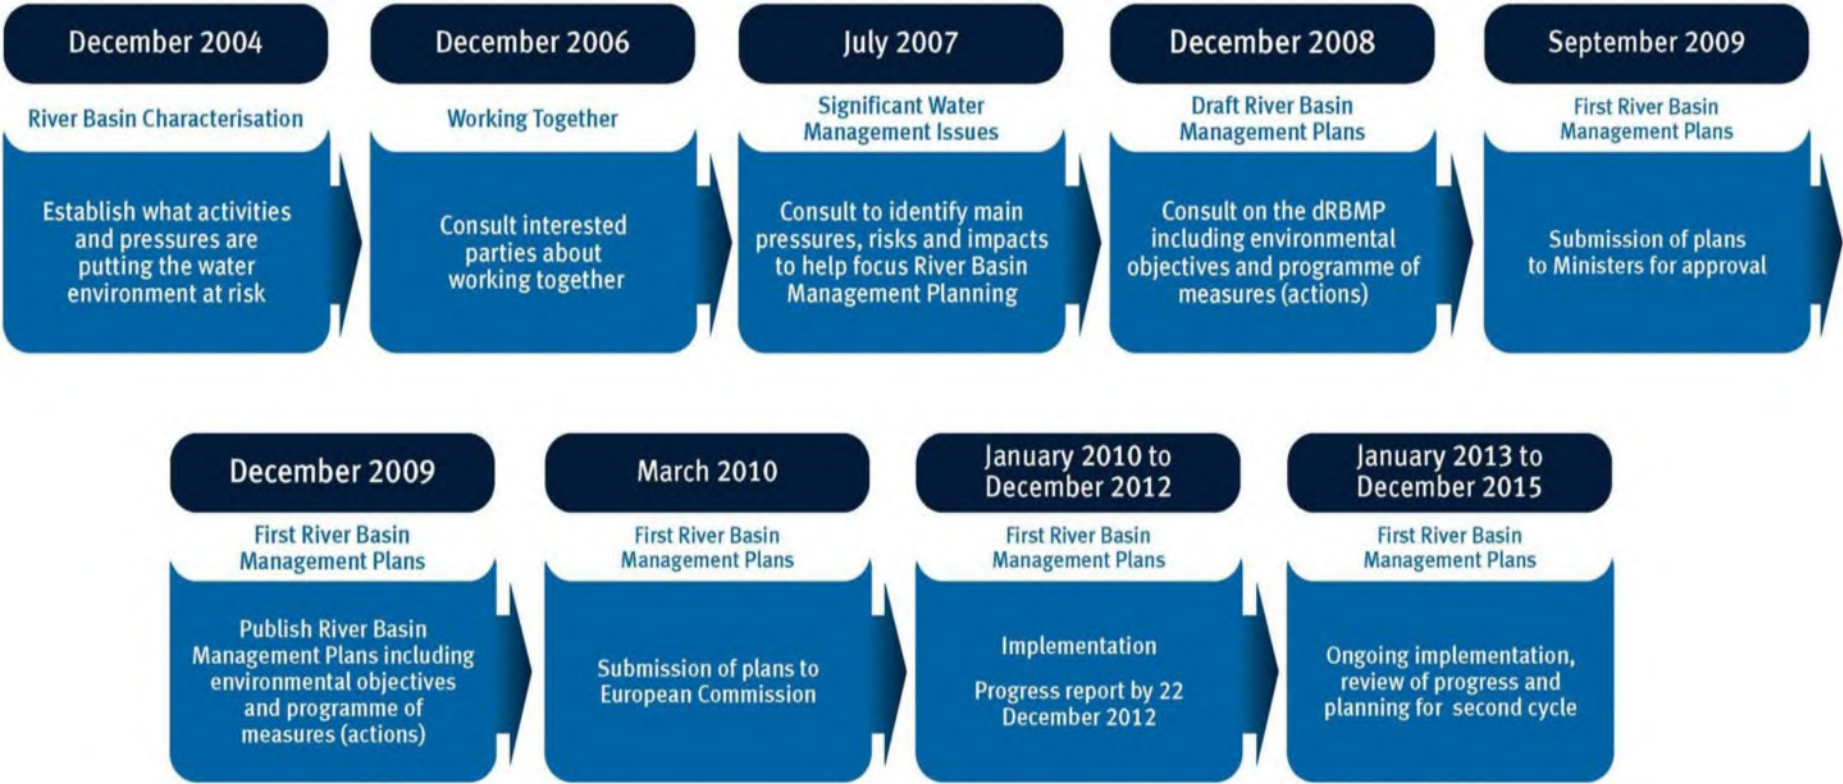 December 2004
River Basin Characterisation
Establish what activities
and pressures are
putting the water
environment at risk
December 2006
Working Together
Consult interested
parties about
working together
July 2007
Significant Water
Management Issues
Consult to identify main
pressures, risks and impacts
to help focus River Basin
Management Planning
December 2008
Draft River Basin
Management Plans
Consult on the dRBMP
including environmental
objectives and programme of
measures (actions)
September 2009
First River Basin
Management Plans
Submission of plans
to Ministers for approval
December 2009
First River Basin
Management Plans
Publish River Basin
Management Plans including
environmental objectives
and programme of
measures (actions)
March 2010
First River Basin
Management Plans
Submission of plans to
European Commission
January 2010 to
December 2012
First River Basin
Management Plans
Implementation
Progress report by 22
December 2012
January 2013 to
December 2015
First River Basin
Management Plans
Ongoing implementation,
review of progress and
planning for second cycle